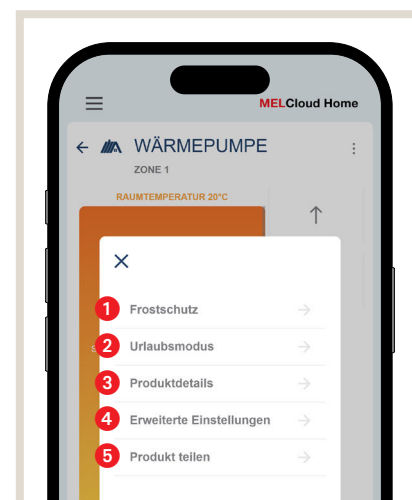 MELCloud Home
WÄRMEPUMPE
ZONE 1
RAUMTEMPERATUR 20°C
1 Frostschutz
2 Urlaubsmodus
3 Produktdetails
4 Erweiterte Einstellungen
5 Produkt teilen